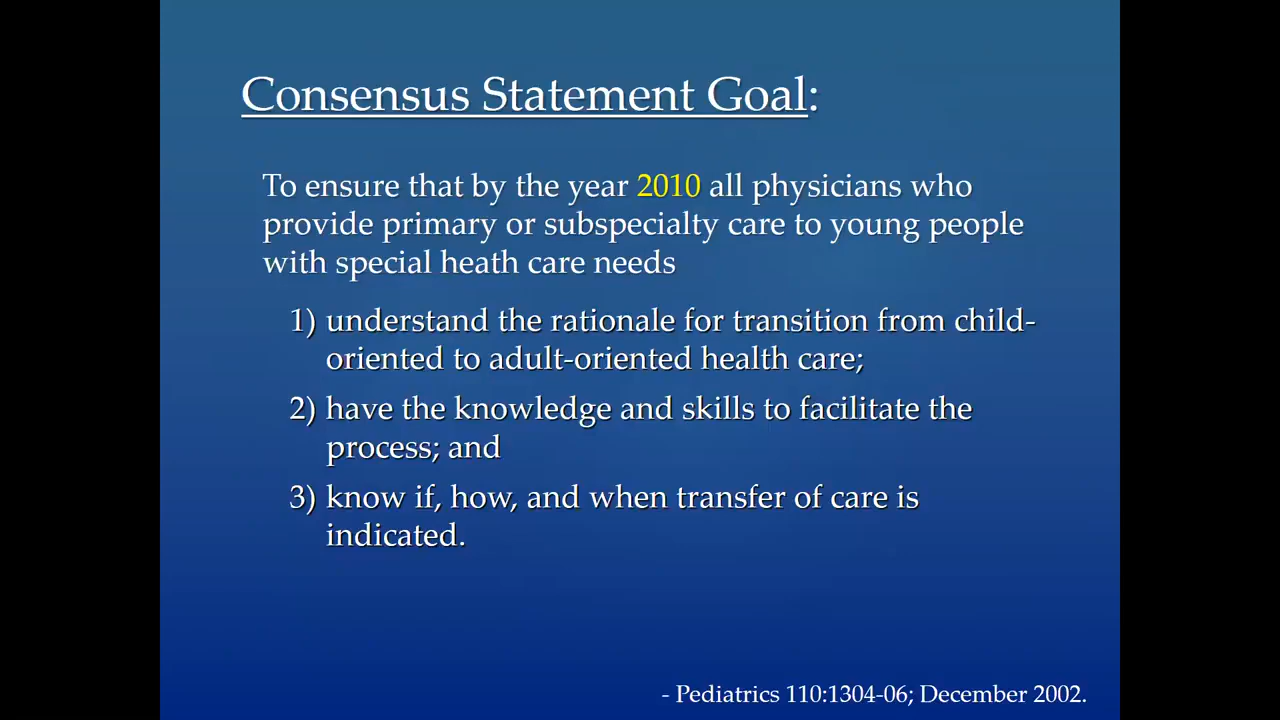 Consensus Statement Goal:
To ensure that by the year 2010 all physicians who
provide primary or subspecialty care to young people
with special heath care needs
1) understand the rationale for transition from child-
oriented to adult-oriented health care;
2) have the knowledge and skills to facilitate the
process; and
3) know if, how, and when transfer of care is
indicated.
- Pediatrics 110:1304-06; December 2002.